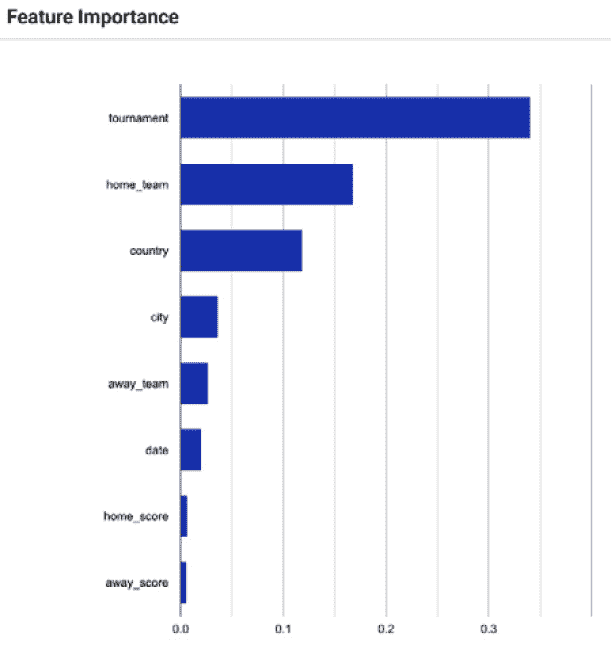 Feature Importance
tournament
home_team
country
city
away_team
date
home_score
away_score
0.0 0.1 0.2 0.3